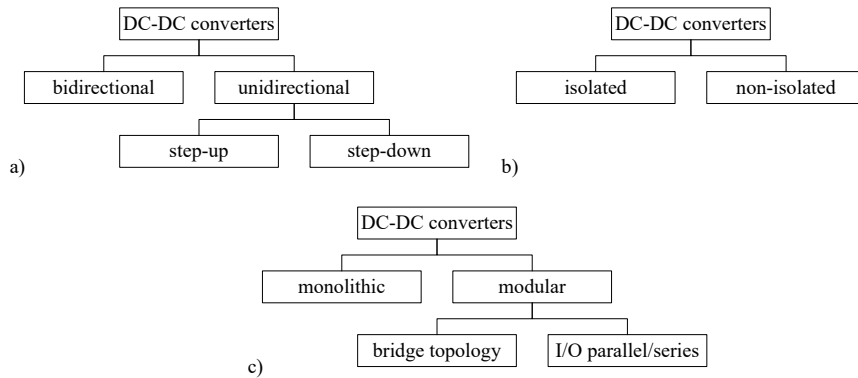 DC-DC converters
bidirectional
unidirectional
step-up
step-down
a)
DC-DC converters
isolated
non-isolated
b)
DC-DC converters
monolithic
modular
bridge topology
I/O parallel/series
c)